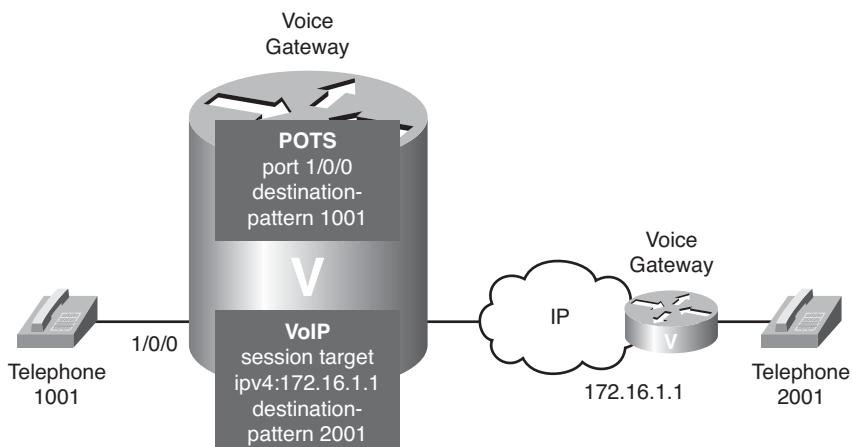 Voice
Gateway
POTS
port 1/0/0
destination-
pattern 1001
V
VoIP
session target
ipv4:172.16.1.1
destination-
pattern 2001
1/0/0
Telephone
1001
IP
Voice
Gateway
V
172.16.1.1
Telephone
2001